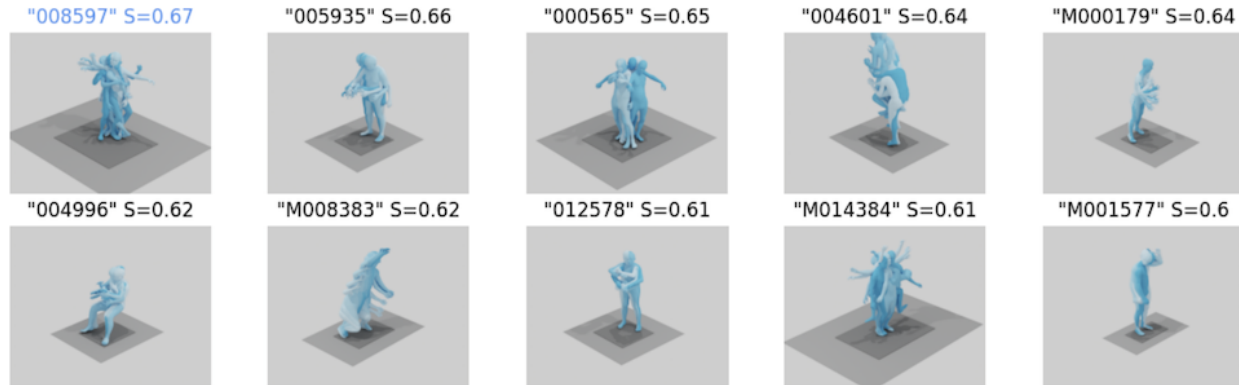 "008597" S=0.67
"005935" S=0.66
"000565" S=0.65
"004601" S=0.64
"M000179" S=0.64
"004996" S=0.62
"M008383" S=0.62
"012578" S=0.61
"M014384" S=0.61
"M001577" S=0.6